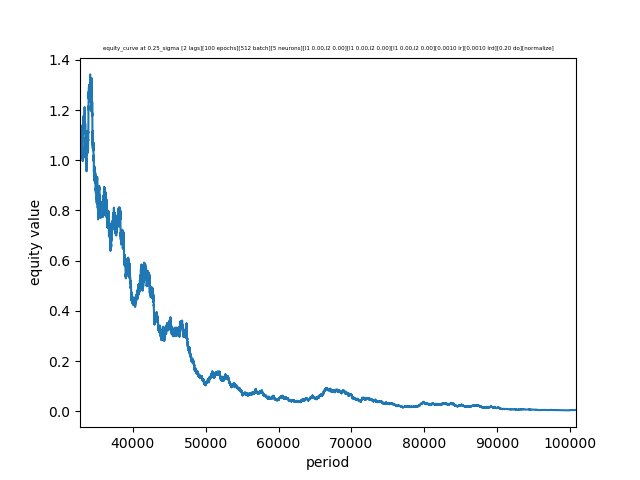 equity_curve at 0.25_sigma [2 lags][100 epochs][512 batch][5 neurons][l1 0.00,l2 0.00][l1 0.00,l2 0.00][l1 0.00,l2 0.00][0.0010 lr][0.0010 lrd][0.20 do][normalize]
1.4
1.2
1.0
0.8
0.6
0.4
0.2
0.0
equity value
40000 50000 60000 70000 80000 90000 100000
period